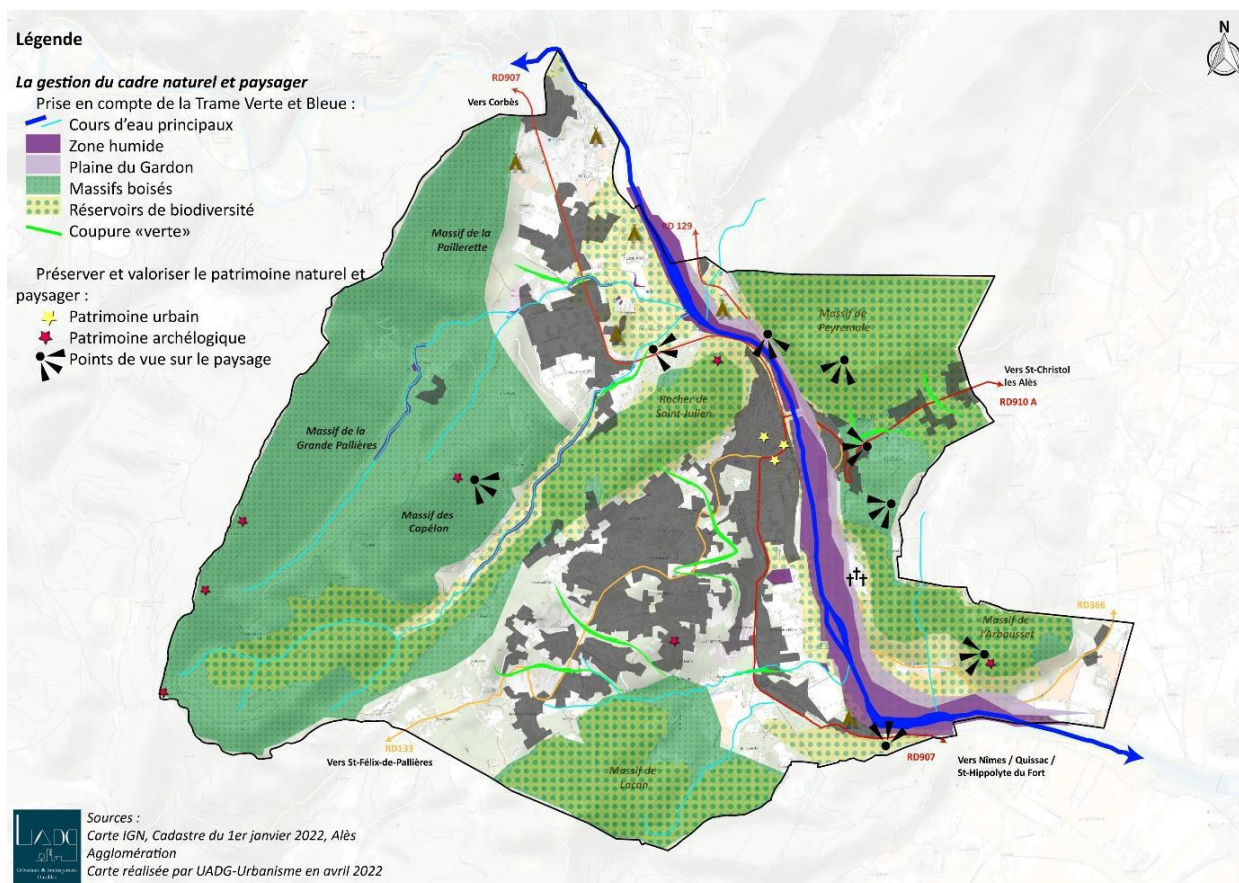 Légende
La gestion du cadre naturel et paysager
Prise en compte de la Trame Verte et Bleue :
Cours d'eau principaux
Zone humide
Plaine du Gardon
Massifs boisés
Réservoirs de biodiversité
Coupure «verte»
Préserver et valoriser le patrimoine naturel et
paysager :
Patrimoine urbain
Patrimoine archélogique
Points de vue sur le paysage
N
RD907
Vers Corbès
Massif de la
Paillerette
RD 129
Massif de
Peyremale
Vers St-Christol
les Alès
RD910 A
Rocher de
Saint-Julien
Massif de la
Grande Pallières
Massif des
Capélan
RD366
Massif de
l'Arbousset
RD133
Vers St-Félix-de-Pallières
Massif de
Lacan
RD907
Vers Nîmes / Quissac /
St-Hippolyte du Fort
UADG
Sources :
Carte IGN, Cadastre du 1er janvier 2022, Alès
Agglomération
Carte réalisée par UADG-Urbanisme en avril 2022